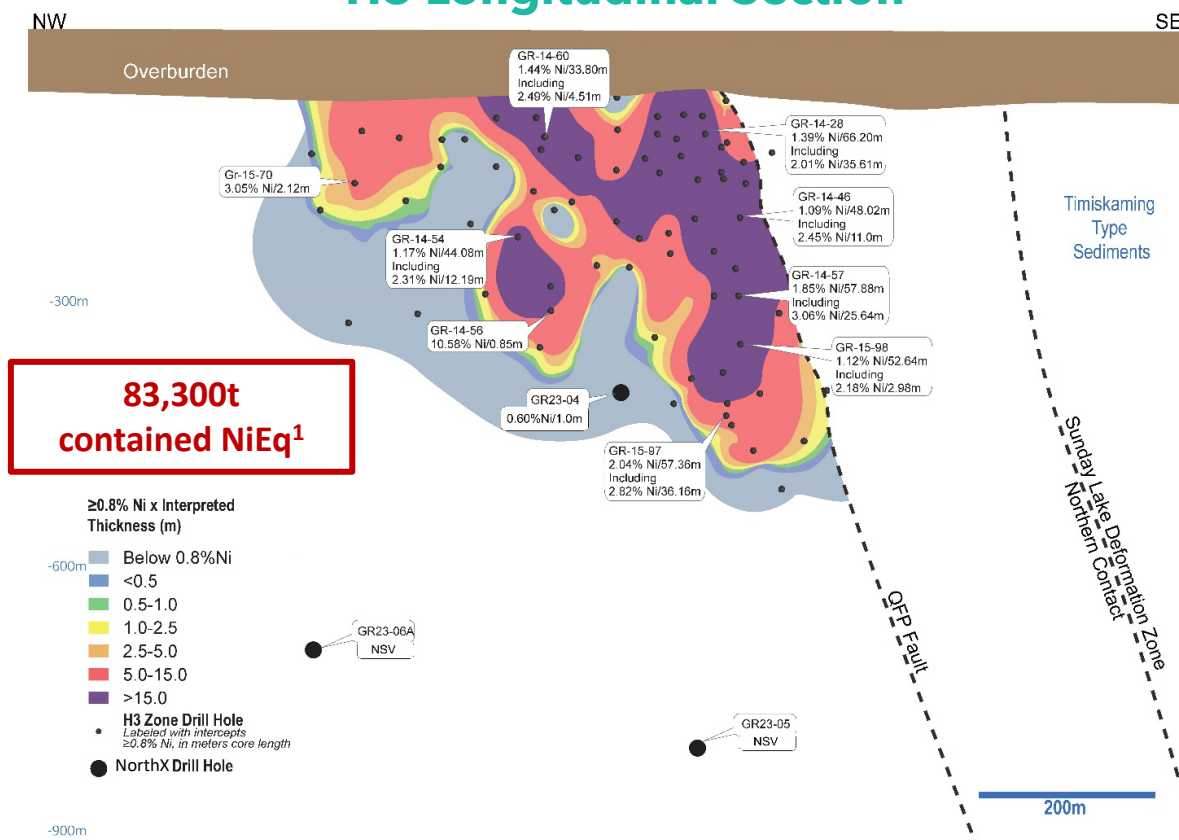 H3 Longitudinal Section
NW
SE
Overburden
GR-14-60
1.44% Ni/33.80m
Including
2.49% Ni/4.51m
GR-14-28
1.39% Ni/66.20m
Including
2.01% Ni/35.61m
Gr-15-70
3.05% Ni/2.12m
GR-14-46
1.09% Ni/48.02m
Including
2.45% Ni/11.0m
Timiskaming
Type
Sediments
GR-14-54
1.17% Ni/44.08m
Including
2.31% Ni/12.19m
GR-14-57
1.85% Ni/57.88m
Including
3.06% Ni/25.64m
-300m
GR-14-56
10.58% Ni/0.85m
GR-15-98
1.12% Ni/52.64m
Including
2.18% Ni/2.98m
83,300t
contained NiEq1
GR23-04
0.60%Ni/1.0m
GR-15-97
2.04% Ni/57.36m
Including
2.82% Ni/36.16m
Sunday Lake Deformation Zone
Northern Contact
QFP Fault
≥0.8% Ni x Interpreted
Thickness (m)
Below 0.8%Ni
<0.5
0.5-1.0
1.0-2.5
2.5-5.0
5.0-15.0
>15.0
H3 Zone Drill Hole
Labeled with intercepts
≥0.8% Ni, in meters core length
NorthX Drill Hole
-600m
GR23-06A
NSV
GR23-05
NSV
200m
-900m